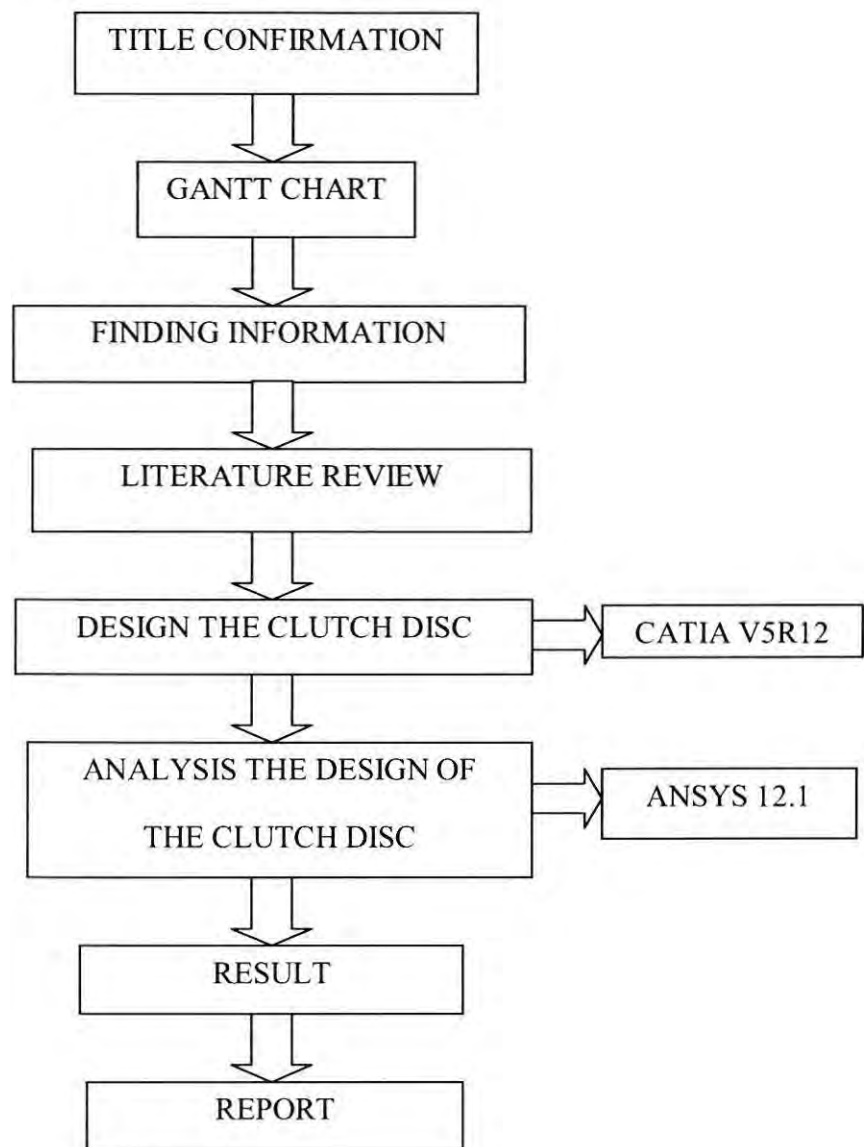 TITLE CONFIRMATION
GANTT CHART
FINDING INFORMATION
LITERATURE REVIEW
DESIGN THE CLUTCH DISC
CATIA V5R12
ANALYSIS THE DESIGN OF
THE CLUTCH DISC
ANSYS 12.1
RESULT
REPORT